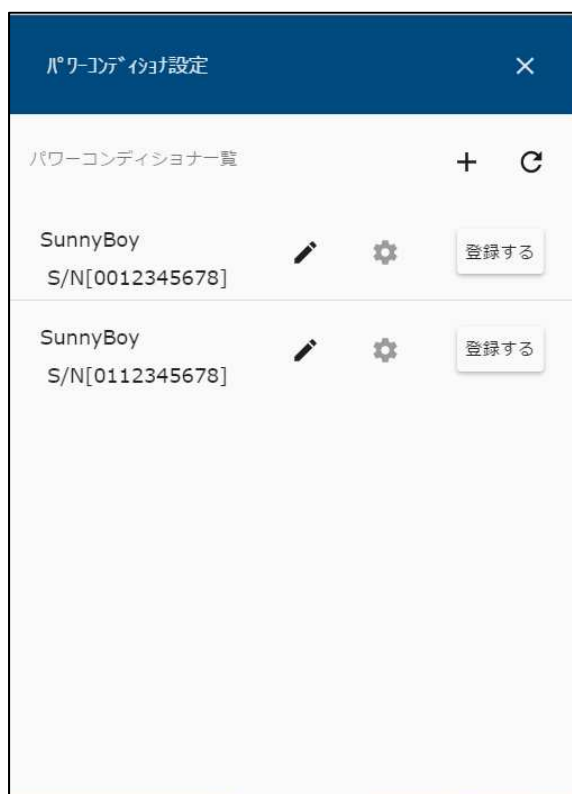 ﾊﾟﾜｰｺﾝﾃﾞｨｼｮﾅ設定
パワーコンディショナ一覧
SunnyBoy
S/N[0012345678]
登録する
SunnyBoy
S/N[0112345678]
登録する